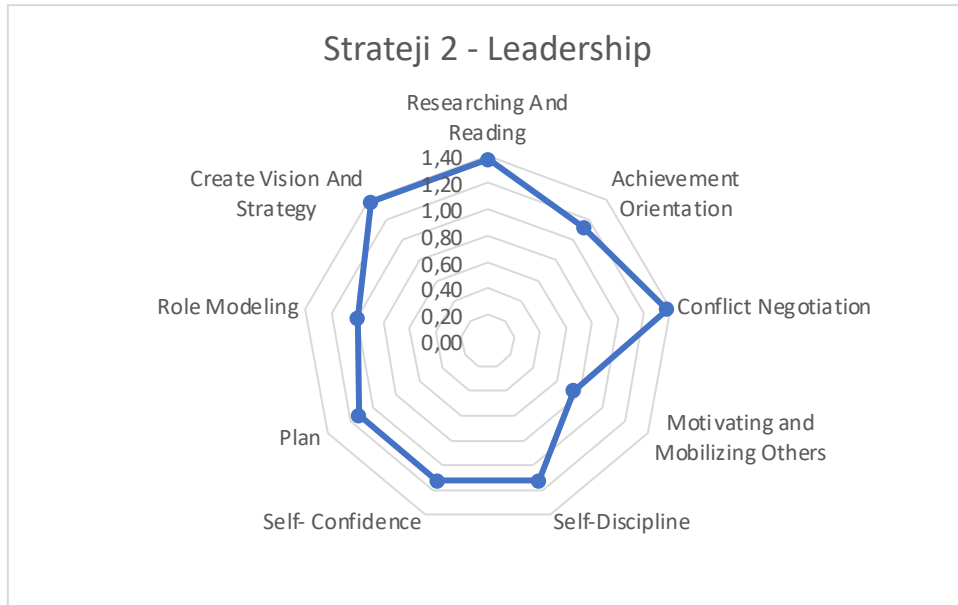 Strateji 2 - Leadership
Researching And
Reading
1,40
1,20
1,00
0,80
0,60
0,40
0,20
0,00
Achievement
Orientation
Conflict Negotiation
Motivating and
Mobilizing Others
Self-Discipline
Self- Confidence
Plan
Role Modeling
Create Vision And
Strategy